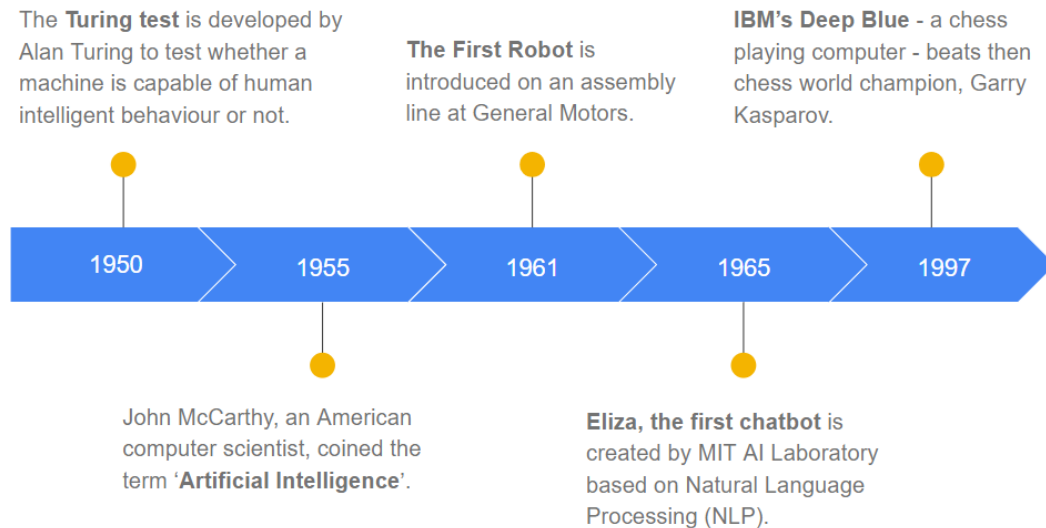 The Turing test is developed by
Alan Turing to test whether a
machine is capable of human
intelligent behaviour or not.
The First Robot is
introduced on an assembly
line at General Motors.
IBM’s Deep Blue - a chess
playing computer - beats then
chess world champion, Garry
Kasparov.
1950
1955
1961
1965
1997
John McCarthy, an American
computer scientist, coined the
term ‘Artificial Intelligence’.
Eliza, the first chatbot is
created by MIT AI Laboratory
based on Natural Language
Processing (NLP).